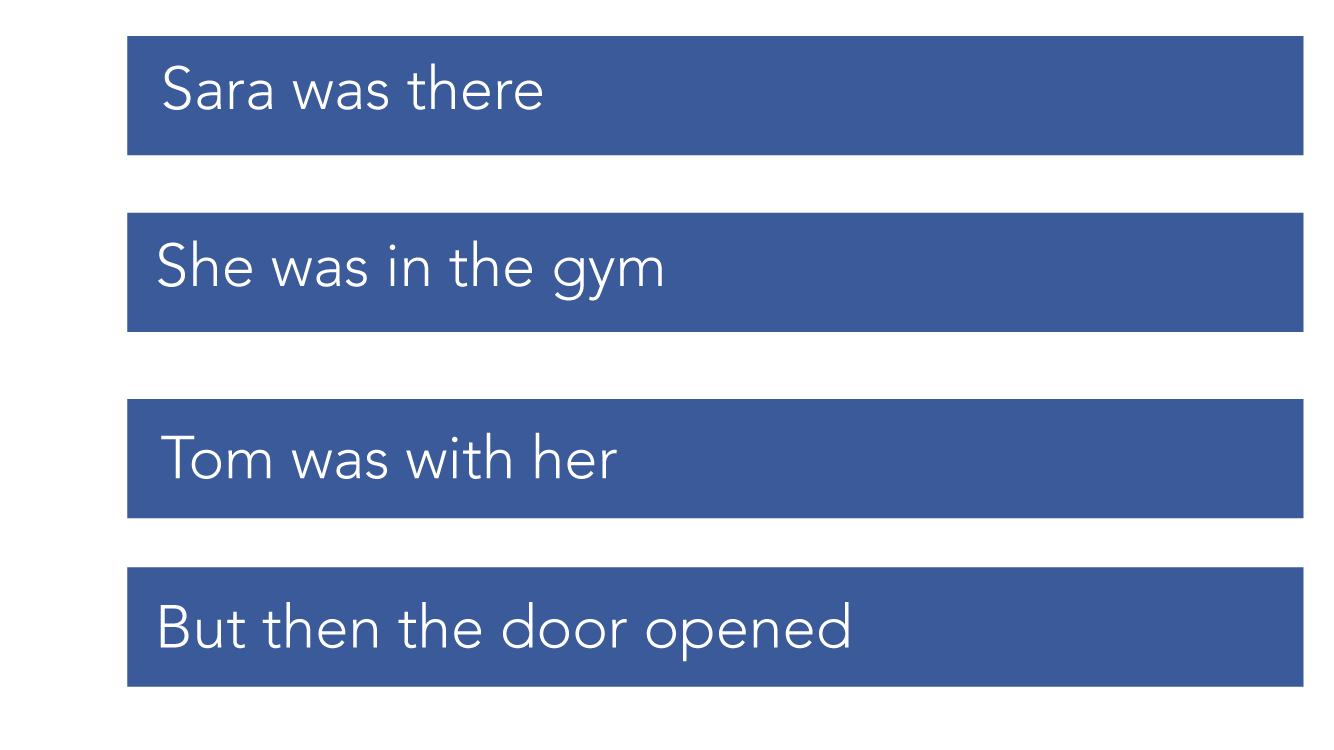 Sara was there
She was in the gym
Tom was with her
But then the door opened